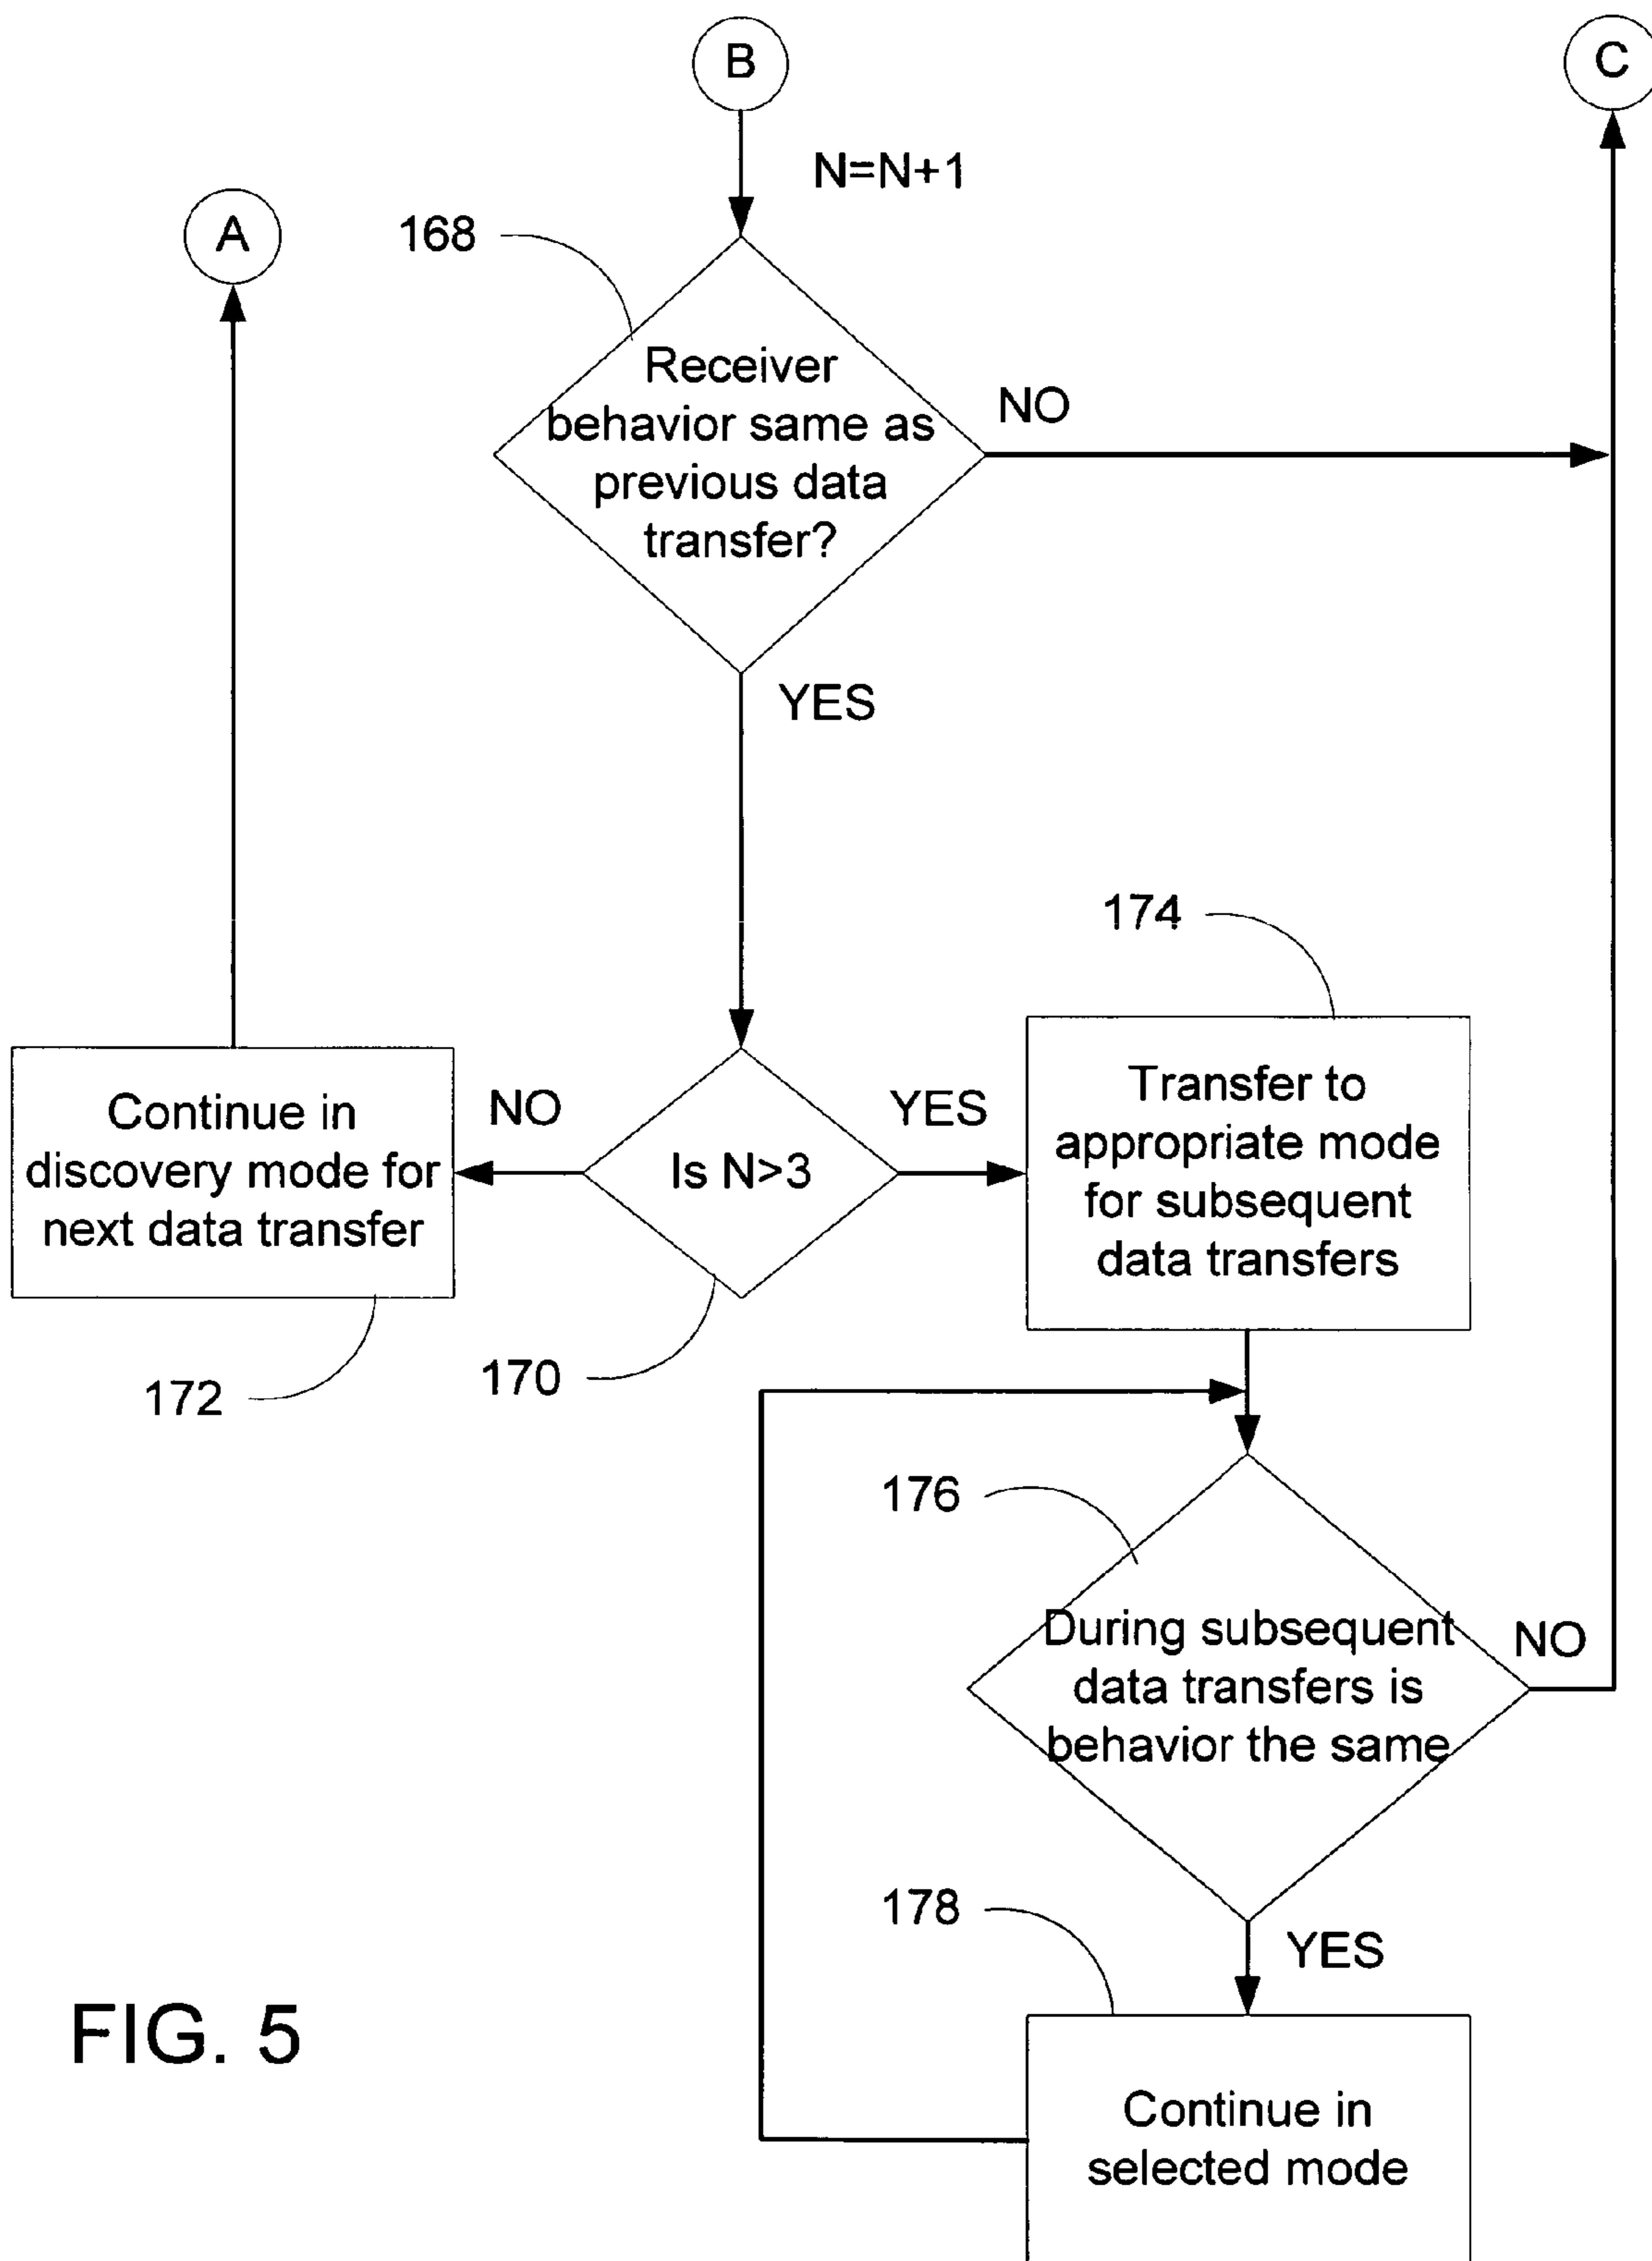 B
C
N=N+1
A
168
Receiver
behavior same as
previous data
transfer?
NO
YES
174
Continue in
discovery mode for
next data transfer
NO
Is N>3
YES
Transfer to
appropriate mode
for subsequent
data transfers
172
170
176
During subsequent
data transfers is
behavior the same
NO
178
YES
Continue in
selected mode
FIG. 5